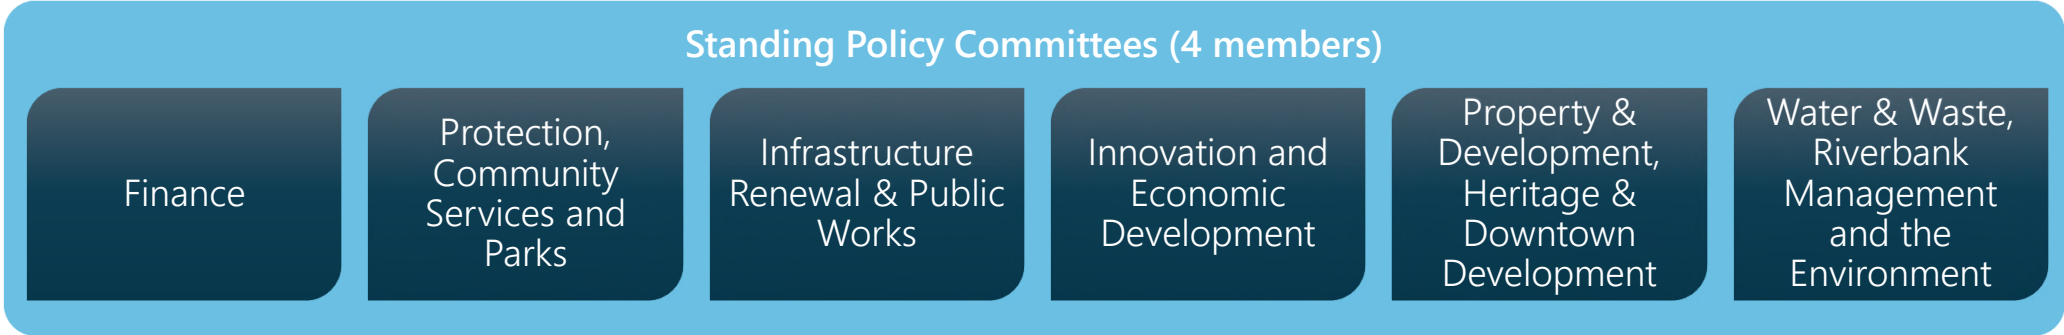 Standing Policy Committees (4 members)
Finance
Protection,
Community
Services and
Parks
Infrastructure
Renewal & Public
Works
Innovation and
Economic
Development
Property &
Development,
Heritage &
Downtown
Development
Water & Waste,
Riverbank
Management
and the
Environment